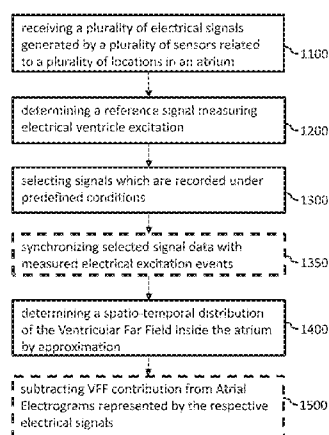 receiving a plurality of electrical signals
generated by a plurality of sensors related
to a plurality of locations in an atrium
1100
determining a reference signal measuring
electrical ventricle excitation
1200
selecting signals which are recorded under
predefined conditions
1300
synchronizing selected signal data with
measured electrical excitation events
1350
determining a spatio-temporal distribution
of the Ventricular Far Field inside the atrium
by approximation
1400
subtracting VFF contribution from Atrial
Electrograms represented by the respective
electrical signals
1500